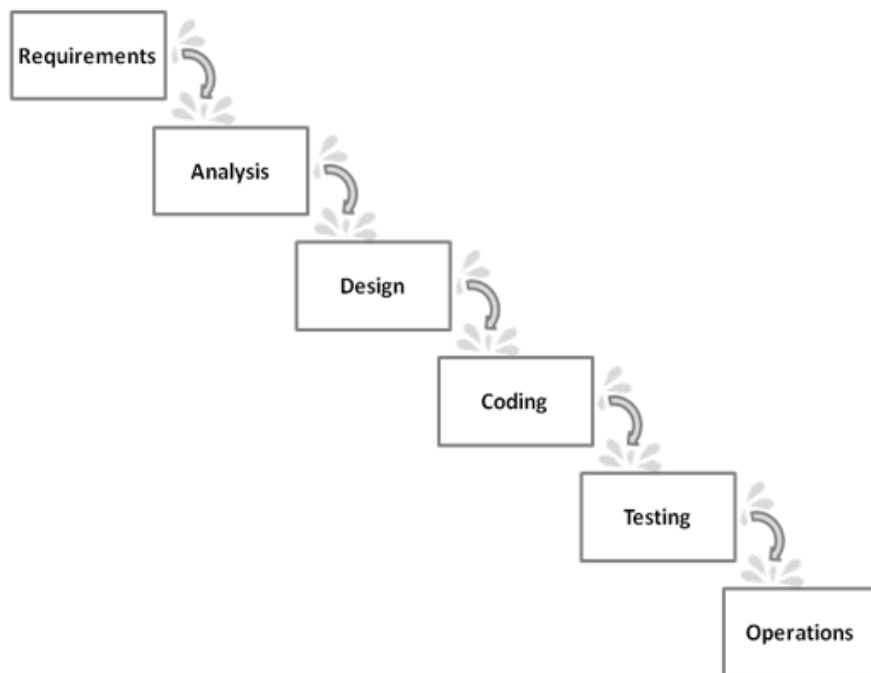 Requirements
Analysis
Design
Coding
Testing
Operations